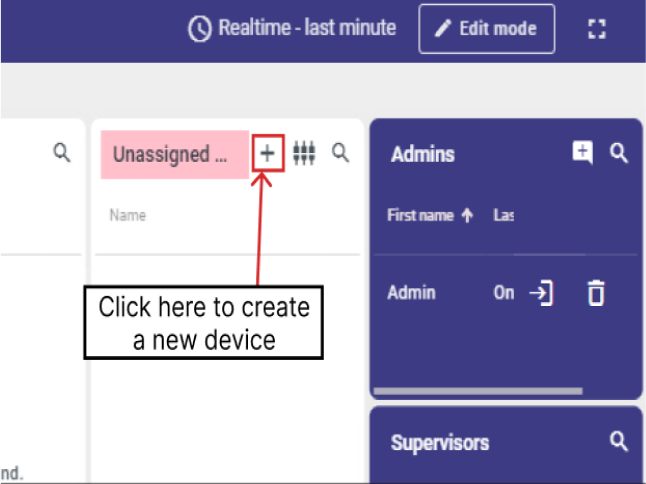 Realtime - last minute
Edit mode
Unassigned ...
Admins
Name
First name
Las
Click here to create
a new device
Admin
On
Supervisors
nd.